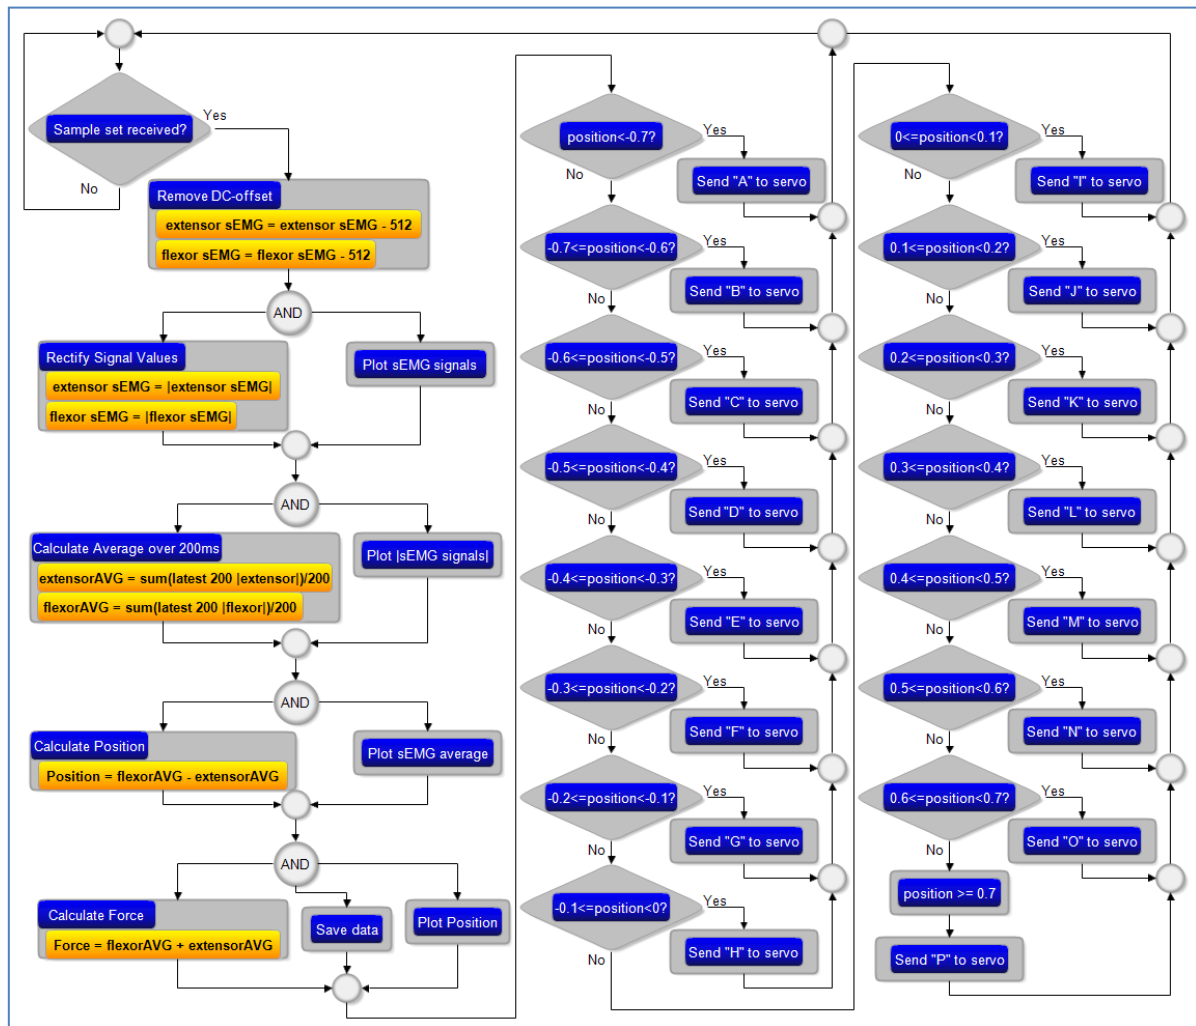 Sample set received?
Yes
No
Remove DC-offset
extensor sEMG = extensor sEMG - 512
flexor sEMG = flexor sEMG - 512
AND
Rectify Signal Values
extensor sEMG = |extensor sEMG|
flexor sEMG = |flexor sEMG|
Plot sEMG signals
AND
Calculate Average over 200ms
extensorAVG = sum(latest 200 |extensor|)/200
flexorAVG = sum(latest 200 |flexor|)/200
Plot |sEMG signals|
AND
Calculate Position
Position = flexorAVG - extensorAVG
Plot sEMG average
AND
Calculate Force
Force = flexorAVG + extensorAVG
Save data
Plot Position
position<-0.7?
Yes
No
Send "A" to servo
-0.7<=position<-0.6?
Yes
No
Send "B" to servo
-0.6<=position<-0.5?
Yes
No
Send "C" to servo
-0.5<=position<-0.4?
Yes
No
Send "D" to servo
-0.4<=position<-0.3?
Yes
No
Send "E" to servo
-0.3<=position<-0.2?
Yes
No
Send "F" to servo
-0.2<=position<-0.1?
Yes
No
Send "G" to servo
-0.1<=position<0?
Yes
No
Send "H" to servo
0<=position<0.1?
Yes
No
Send "I" to servo
0.1<=position<0.2?
Yes
No
Send "J" to servo
0.2<=position<0.3?
Yes
No
Send "K" to servo
0.3<=position<0.4?
Yes
No
Send "L" to servo
0.4<=position<0.5?
Yes
No
Send "M" to servo
0.5<=position<0.6?
Yes
No
Send "N" to servo
0.6<=position<0.7?
Yes
No
Send "O" to servo
position >= 0.7
Send "P" to servo